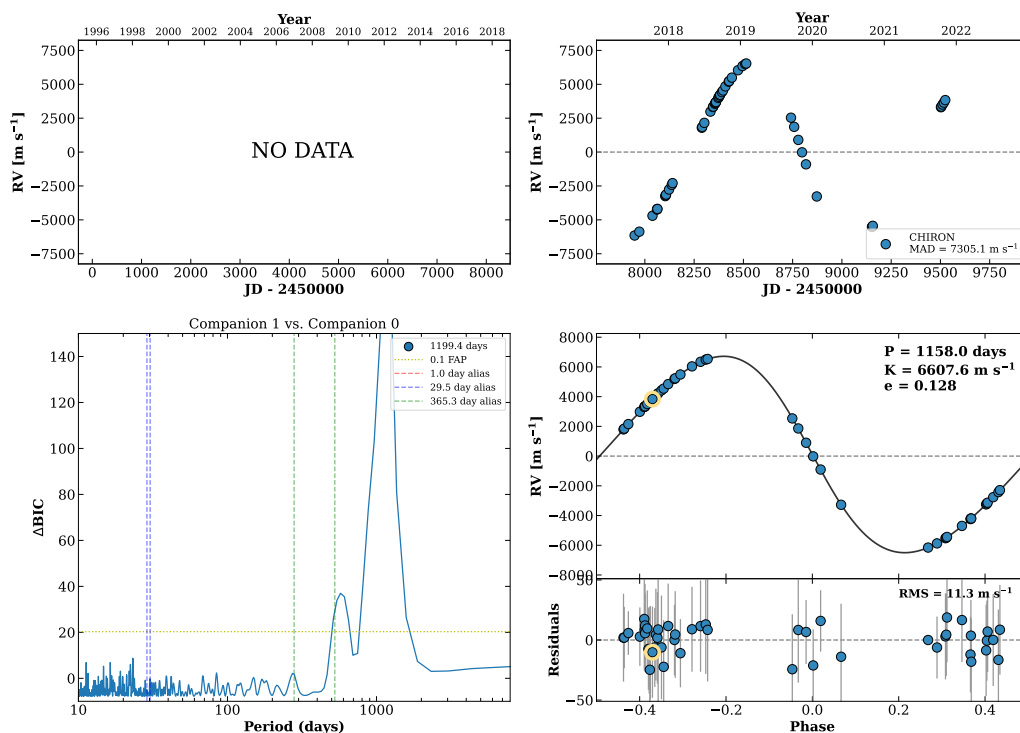 Year
1996 1998 2000 2002 2004 2006 2008 2010 2012 2014 2016 2018
7500
5000
2500
0
−2500
−5000
−7500
RV [m s⁻¹]
NO DATA
0 1000 2000 3000 4000 5000 6000 7000 8000
JD - 2450000
Year
2018 2019 2020 2021 2022
7500
5000
2500
0
−2500
−5000
−7500
RV [m s⁻¹]
CHIRON
MAD = 7305.1 m s⁻¹
8000 8250 8500 8750 9000 9250 9500 9750
JD - 2450000
Companion 1 vs. Companion 0
140
120
100
80
60
40
20
0
ΔBIC
1199.4 days
0.1 FAP
1.0 day alias
29.5 day alias
365.3 day alias
10 100 1000
Period (days)
8000
6000
4000
2000
0
−2000
−4000
−6000
−8000
RV [m s⁻¹]
P = 1158.0 days
K = 6607.6 m s⁻¹
e = 0.128
50
0
−50
Residuals
RMS = 11.3 m s⁻¹
−0.4 −0.2 0.0 0.2 0.4
Phase